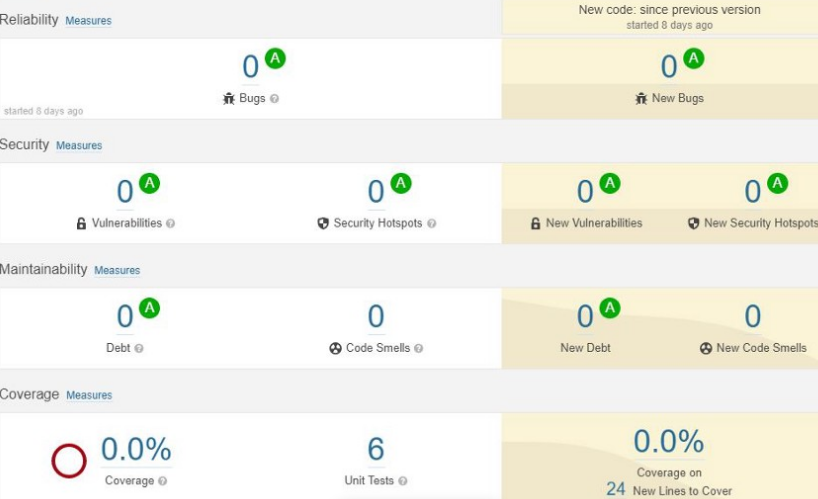 Reliability Measures
New code: since previous version
started 8 days ago
0 A
Bugs
started 8 days ago
0 A
New Bugs
Security Measures
0 A
Vulnerabilities
0 A
Security Hotspots
0 A
New Vulnerabilities
0 A
New Security Hotspots
Maintainability Measures
0 A
Debt
0
Code Smells
0 A
New Debt
0
New Code Smells
Coverage Measures
0.0%
Coverage
6
Unit Tests
0.0%
Coverage on
24 New Lines to Cover